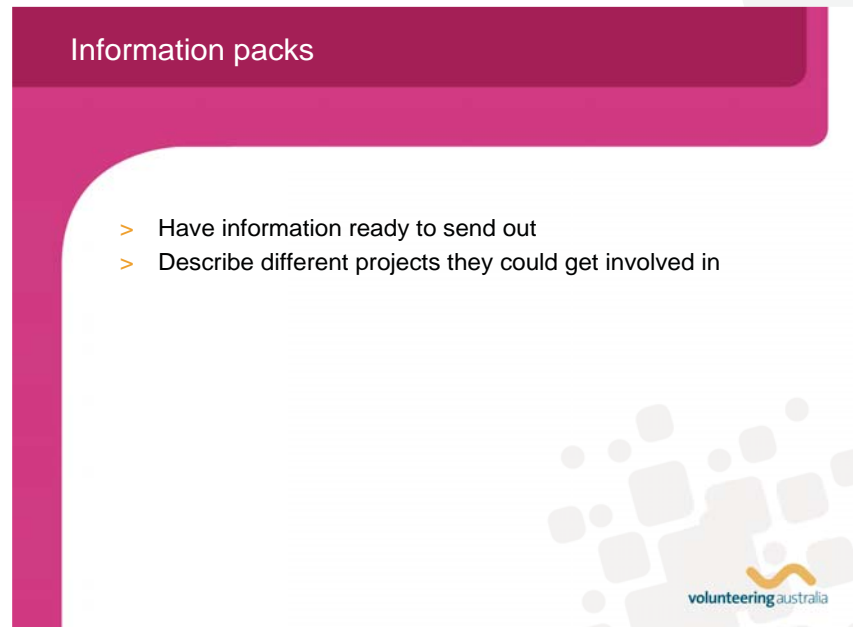 Information packs
> Have information ready to send out
> Describe different projects they could get involved in
volunteering australia